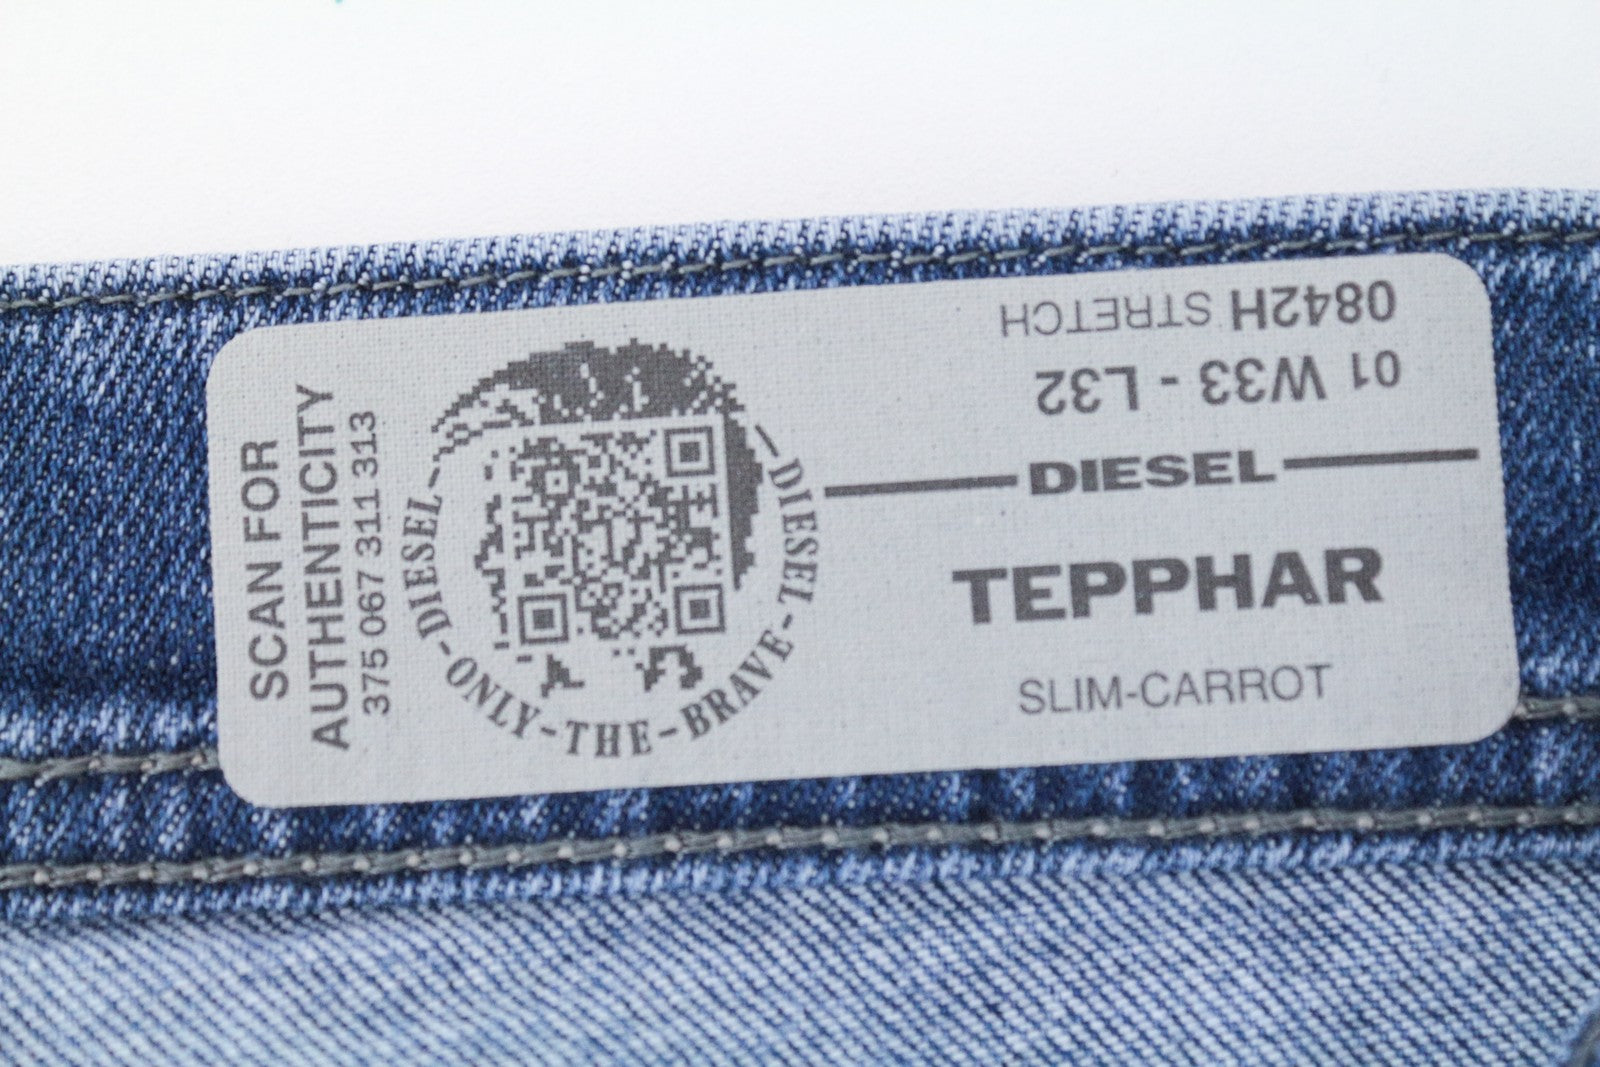 SCAN FOR
AUTHENTICITY
375 067 311 313
DIESEL-ONLY-THE-BRAVE-DIESEL
0842H STRETCH
01 W33 - L32
DIESEL
TEPPHAR
SLIM-CARROT